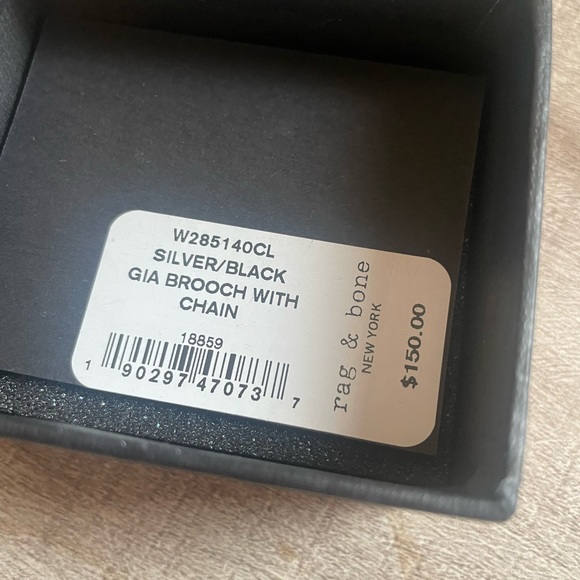 W285140CL
SILVER/BLACK
GIA BROOCH WITH
CHAIN
18859
1 90297 47073 7
rag & bone
NEW YORK
$150.00